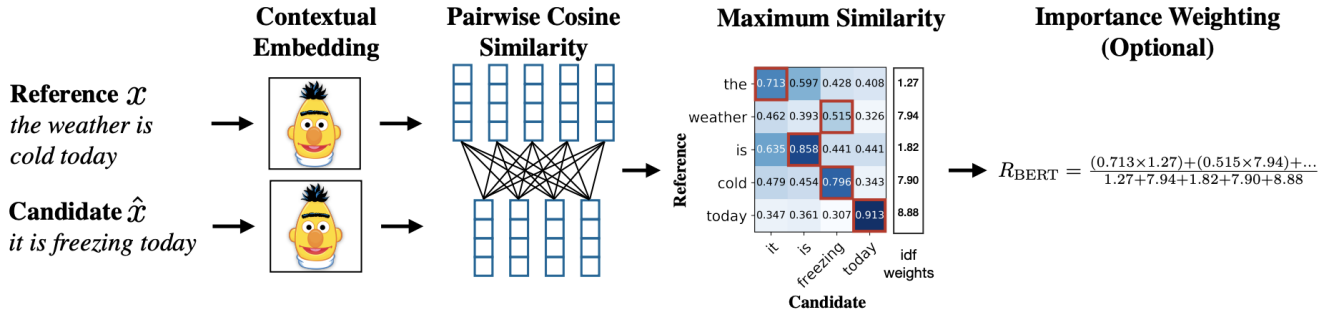 Contextual
Embedding
Pairwise Cosine
Similarity
Maximum Similarity
Importance Weighting
(Optional)
Reference x
the weather is
cold today
Candidate x̂
it is freezing today
Reference
the 0.713 0.597 0.428 0.408 1.27
weather 0.462 0.393 0.515 0.326 7.94
is 0.635 0.858 0.441 0.441 1.82
cold 0.479 0.454 0.796 0.343 7.90
today 0.347 0.361 0.307 0.913 8.88
it is freezing today
idf
weights
Candidate
R_BERT = (0.713×1.27)+(0.515×7.94)+...
1.27+7.94+1.82+7.90+8.88